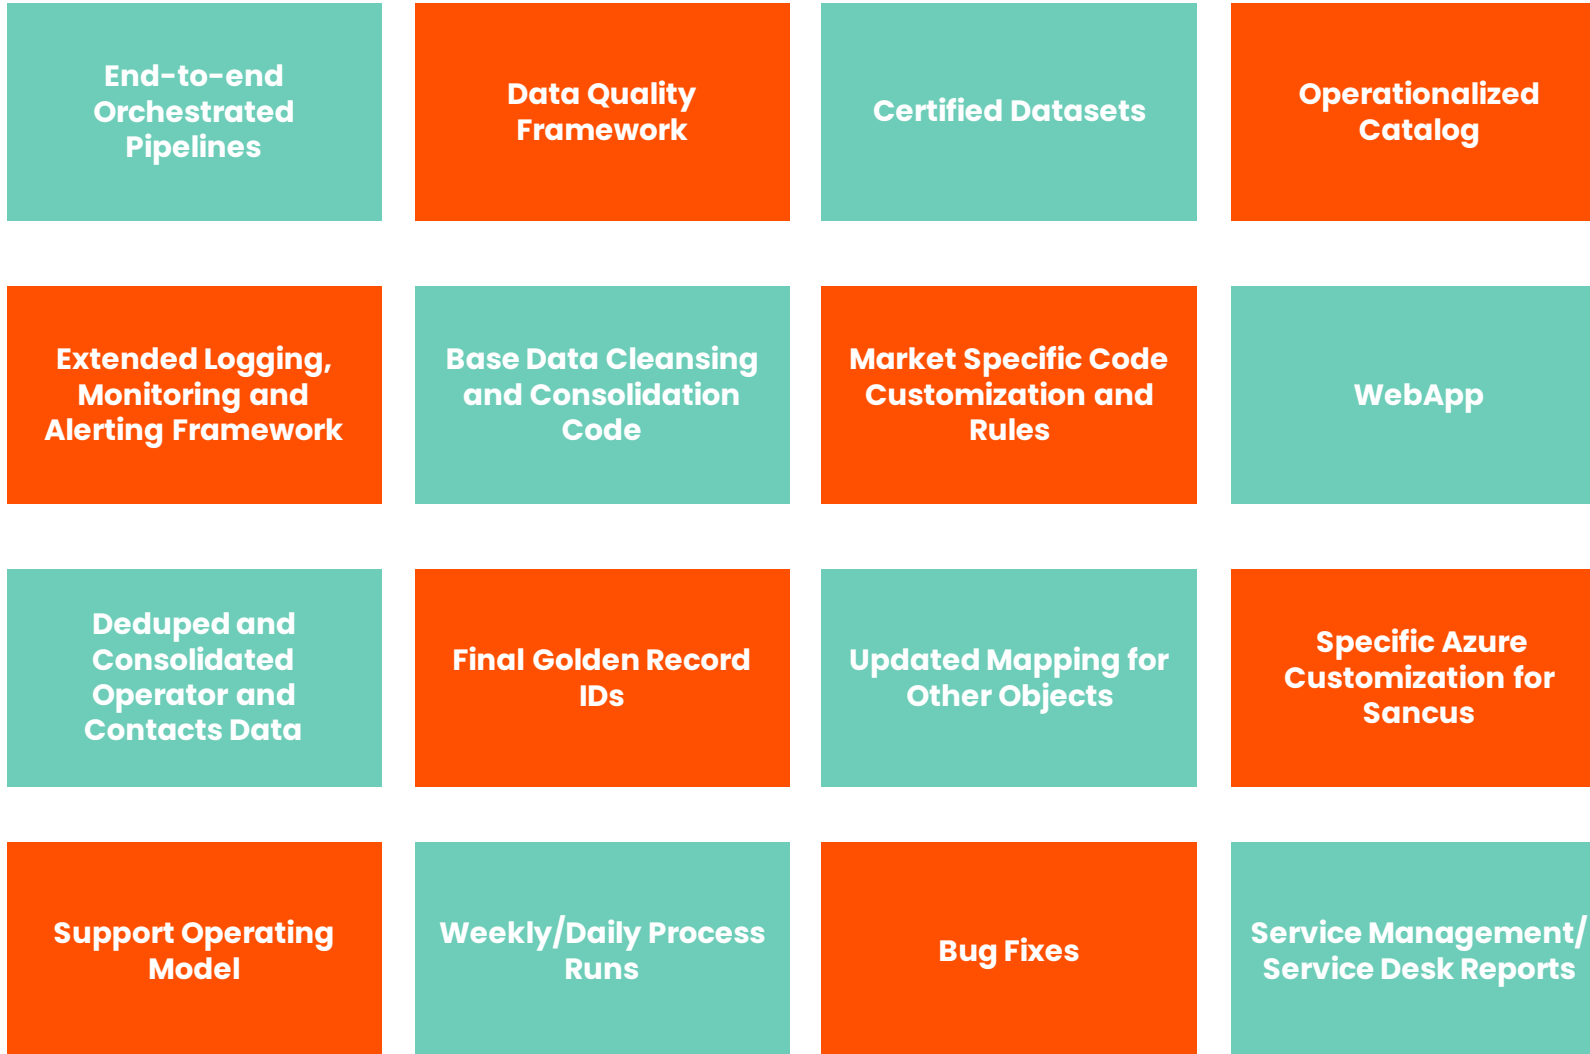 End-to-end
Orchestrated
Pipelines
Data Quality
Framework
Certified Datasets
Operationalized
Catalog
Extended Logging,
Monitoring and
Alerting Framework
Base Data Cleansing
and Consolidation
Code
Market Specific Code
Customization and
Rules
WebApp
Deduped and
Consolidated
Operator and
Contacts Data
Final Golden Record
IDs
Updated Mapping for
Other Objects
Specific Azure
Customization for
Sancus
Support Operating
Model
Weekly/Daily Process
Runs
Bug Fixes
Service Management/
Service Desk Reports